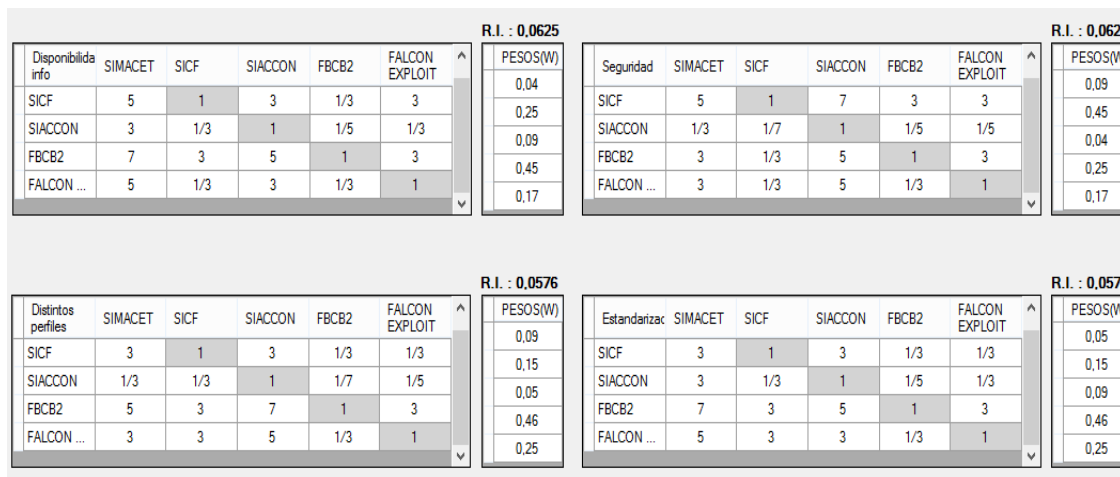 R.I. : 0,0625
Disponibilida info SIMACET SICF SIACCON FBCB2 FALCON EXPLOIT PESOS(W)
0,04
SICF 5 1 3 1/3 3 0,25
SIACCON 3 1/3 1 1/5 1/3 0,09
FBCB2 7 3 5 1 3 0,45
FALCON ... 5 1/3 3 1/3 1 0,17
R.I. : 0,062
Seguridad SIMACET SICF SIACCON FBCB2 FALCON EXPLOIT PESOS(W
0,09
SICF 5 1 7 3 3 0,45
SIACCON 1/3 1/7 1 1/5 1/5 0,04
FBCB2 3 1/3 5 1 3 0,25
FALCON ... 3 1/3 5 1/3 1 0,17
R.I. : 0,0576
Distintos perfiles SIMACET SICF SIACCON FBCB2 FALCON EXPLOIT PESOS(W)
0,09
SICF 3 1 3 1/3 1/3 0,15
SIACCON 1/3 1/3 1 1/7 1/5 0,05
FBCB2 5 3 7 1 3 0,46
FALCON ... 3 3 5 1/3 1 0,25
R.I. : 0,057
Estandarizac SIMACET SICF SIACCON FBCB2 FALCON EXPLOIT PESOS(W
0,05
SICF 3 1 3 1/3 1/3 0,15
SIACCON 3 1/3 1 1/5 1/3 0,09
FBCB2 7 3 5 1 3 0,46
FALCON ... 5 3 3 1/3 1 0,25